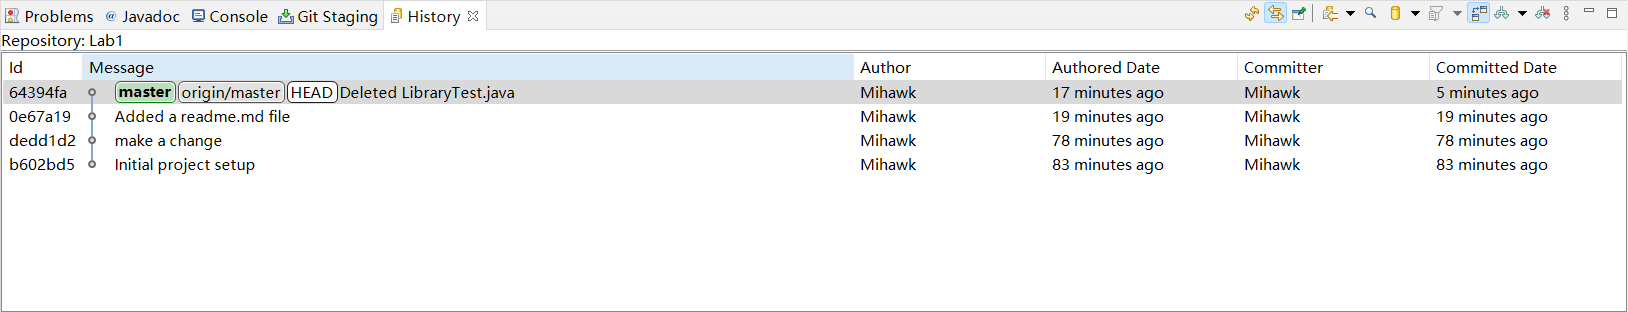 Problems @ Javadoc Console Git Staging History
Repository: Lab1
Id Message Author Authored Date Committer Committed Date
64394fa master origin/master HEAD Deleted LibraryTest.java Mihawk 17 minutes ago Mihawk 5 minutes ago
0e67a19 Added a readme.md file Mihawk 19 minutes ago Mihawk 19 minutes ago
dedd1d2 make a change Mihawk 78 minutes ago Mihawk 78 minutes ago
b602bd5 Initial project setup Mihawk 83 minutes ago Mihawk 83 minutes ago